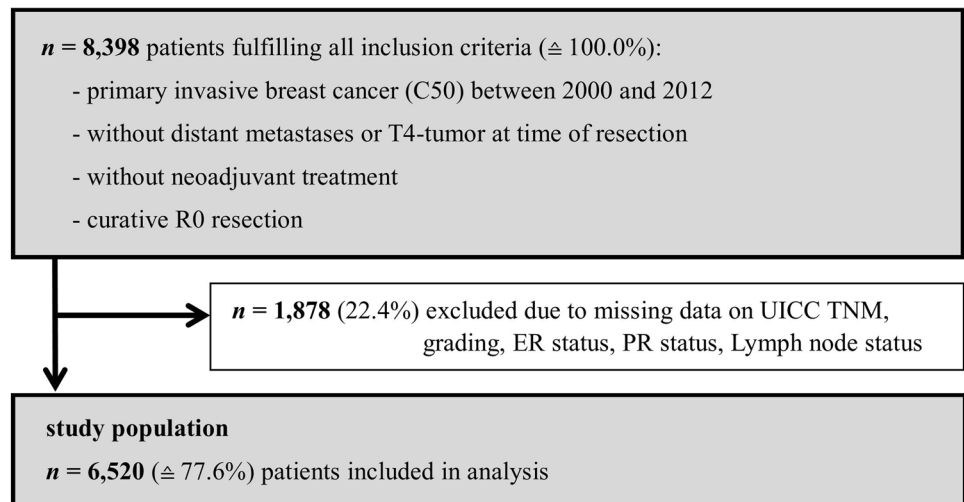 n = 8,398 patients fulfilling all inclusion criteria (≙ 100.0%):
- primary invasive breast cancer (C50) between 2000 and 2012
- without distant metastases or T4-tumor at time of resection
- without neoadjuvant treatment
- curative R0 resection
n = 1,878 (22.4%) excluded due to missing data on UICC TNM,
grading, ER status, PR status, Lymph node status
study population
n = 6,520 (≙ 77.6%) patients included in analysis